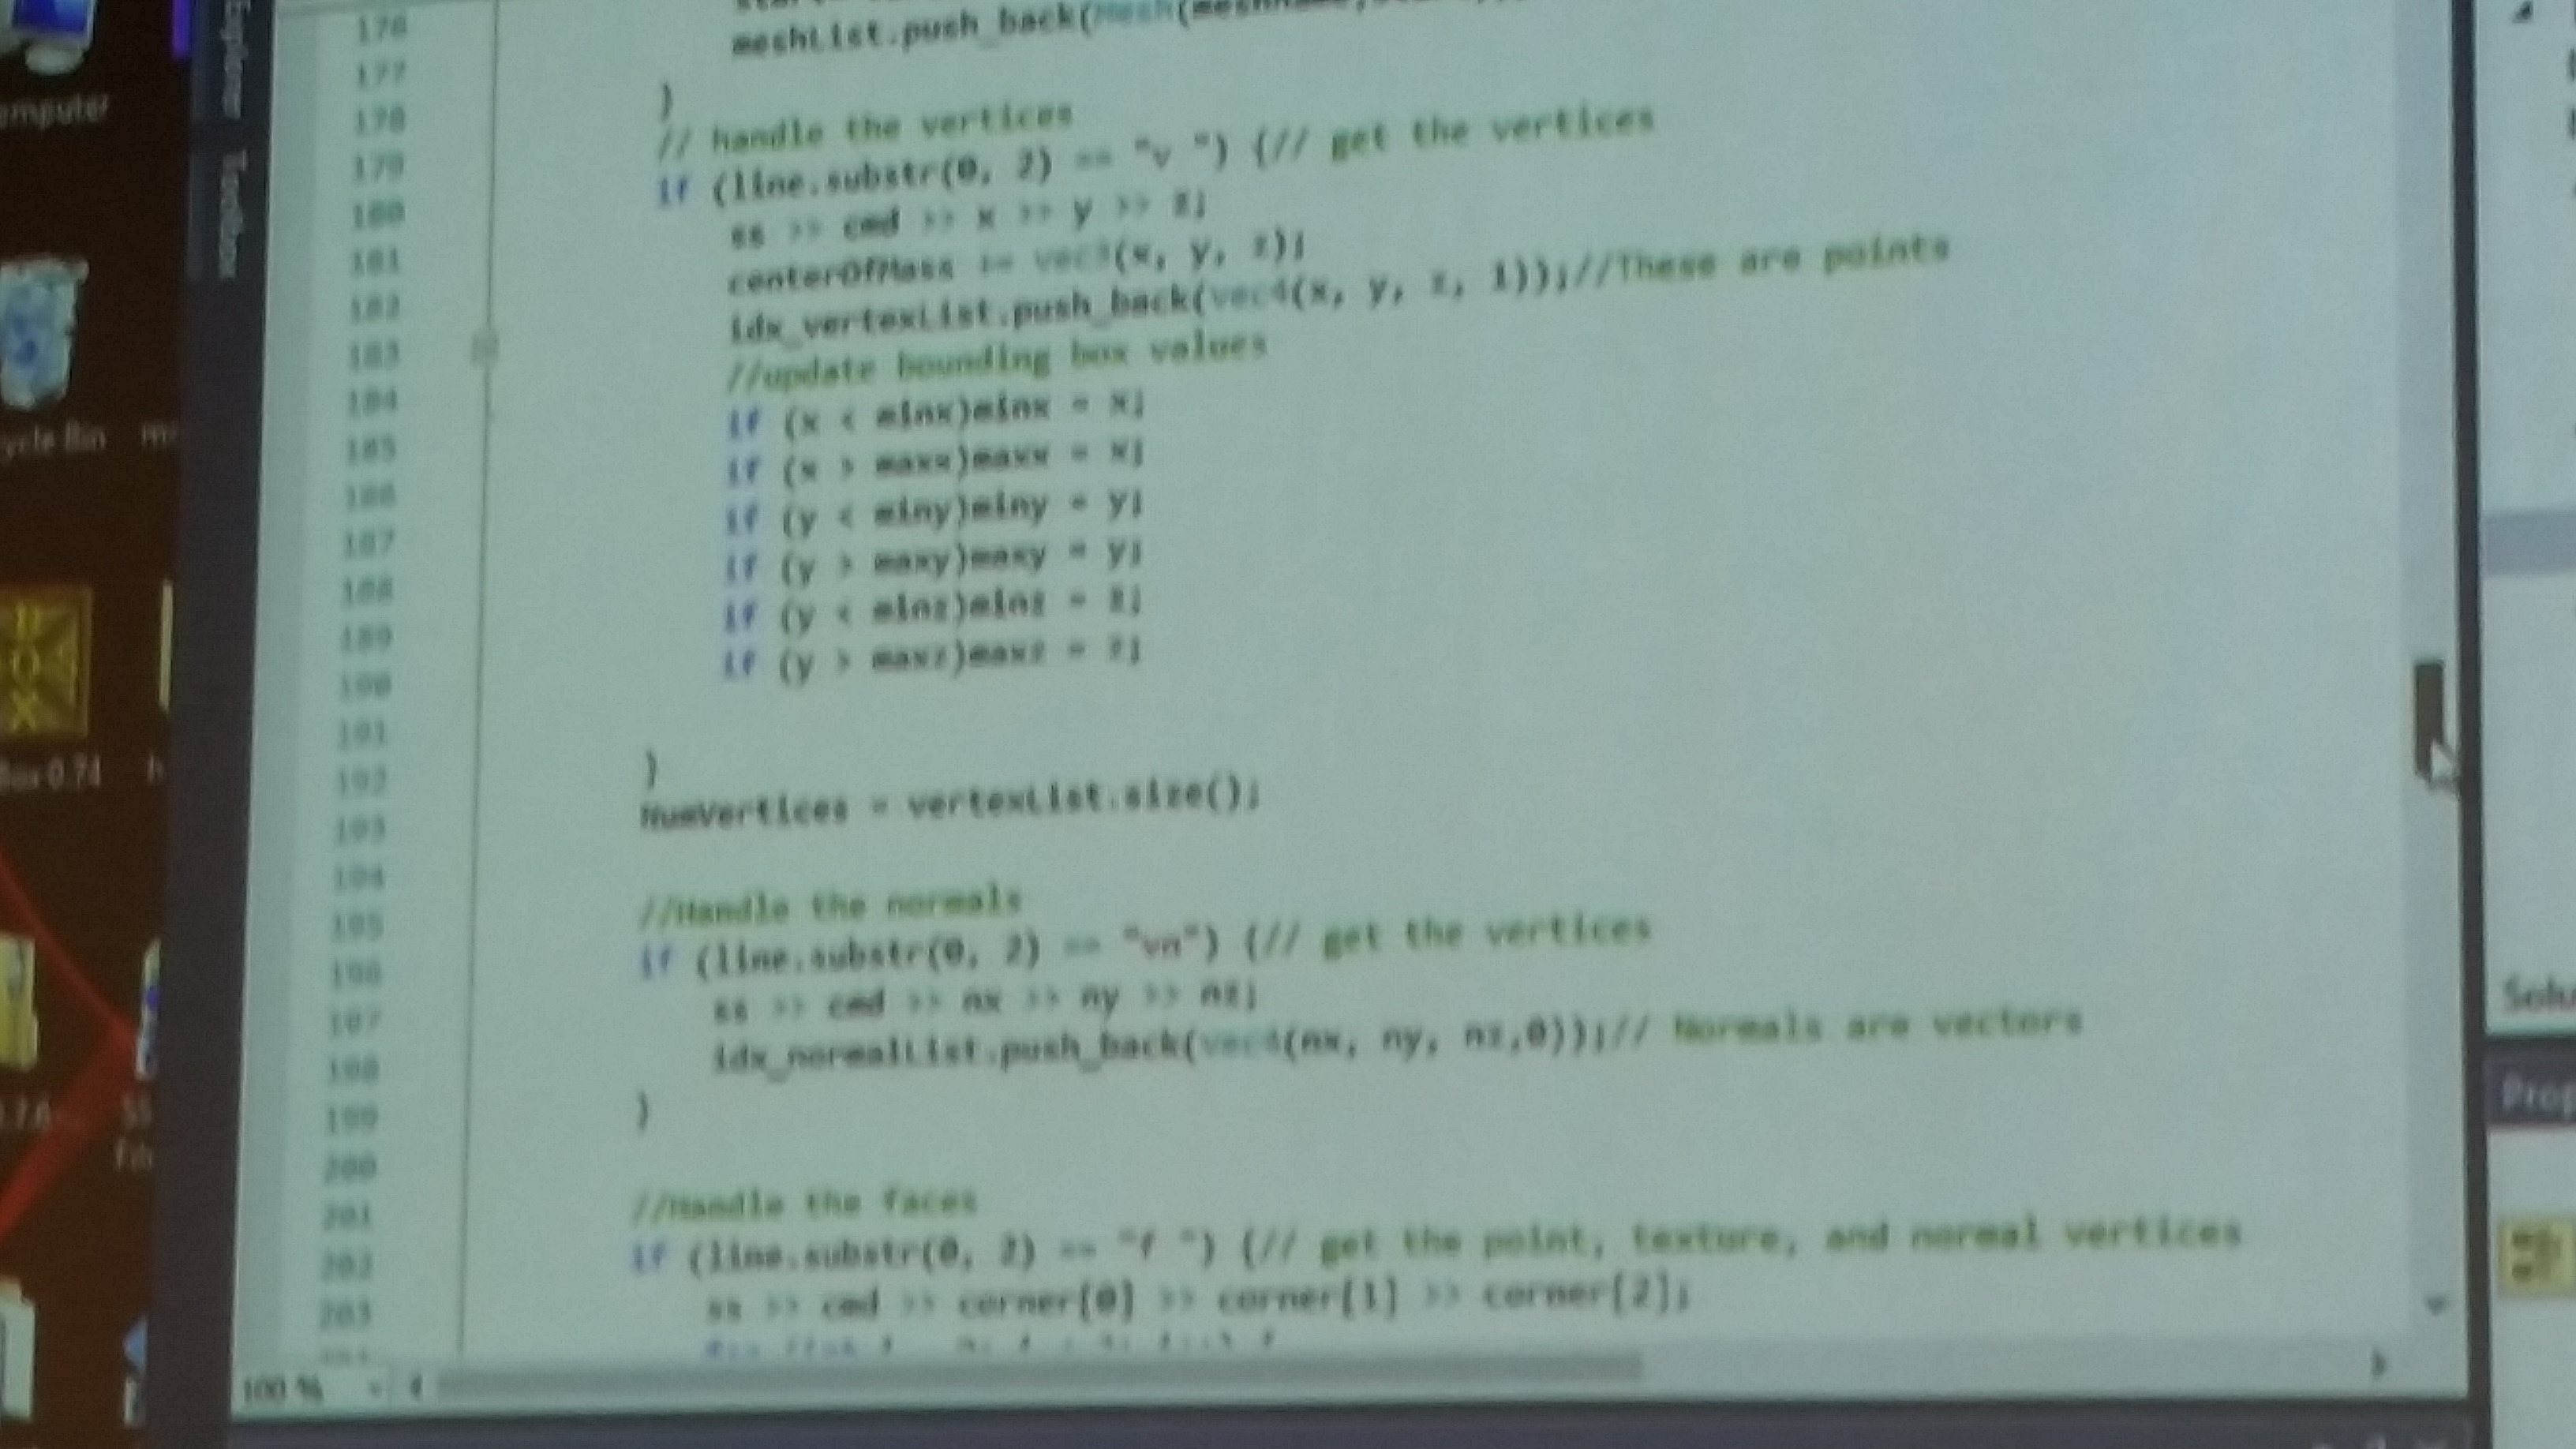 Explorer
Toolbox
176
meshList.push_back(Mesh(
177
}
178
// handle the vertices
179
if (line.substr(0, 2) == "v ") {// get the vertices
180
ss >> cmd >> x >> y >> z;
181
centerOfMass += vec3(x, y, z);
182
idx_vertexList.push_back(vec4(x, y, z, 1));//These are points
183
//update bounding box values
184
if (x < minx)minx = x;
185
if (x > maxx)maxx = x;
186
if (y < miny)miny = y;
187
if (y > maxy)maxy = y;
188
if (y < minz)minz = z;
189
if (y > maxz)maxz = z;
190
191
}
192
NumVertices = vertexList.size();
193
194
//Handle the normals
195
if (line.substr(0, 2) == "vn") {// get the vertices
196
ss >> cmd >> nx >> ny >> nz;
197
idx_normalList.push_back(vec4(nx, ny, nz,0));// Normals are vectors
198
}
199
200
//Handle the faces
201
if (line.substr(0, 2) == "f ") {// get the point, texture, and normal vertices
202
ss >> cmd >> corner[0] >> corner[1] >> corner[2];
203
100 %
omputer
ycle Bin
Box-0.74
Solu
Prop